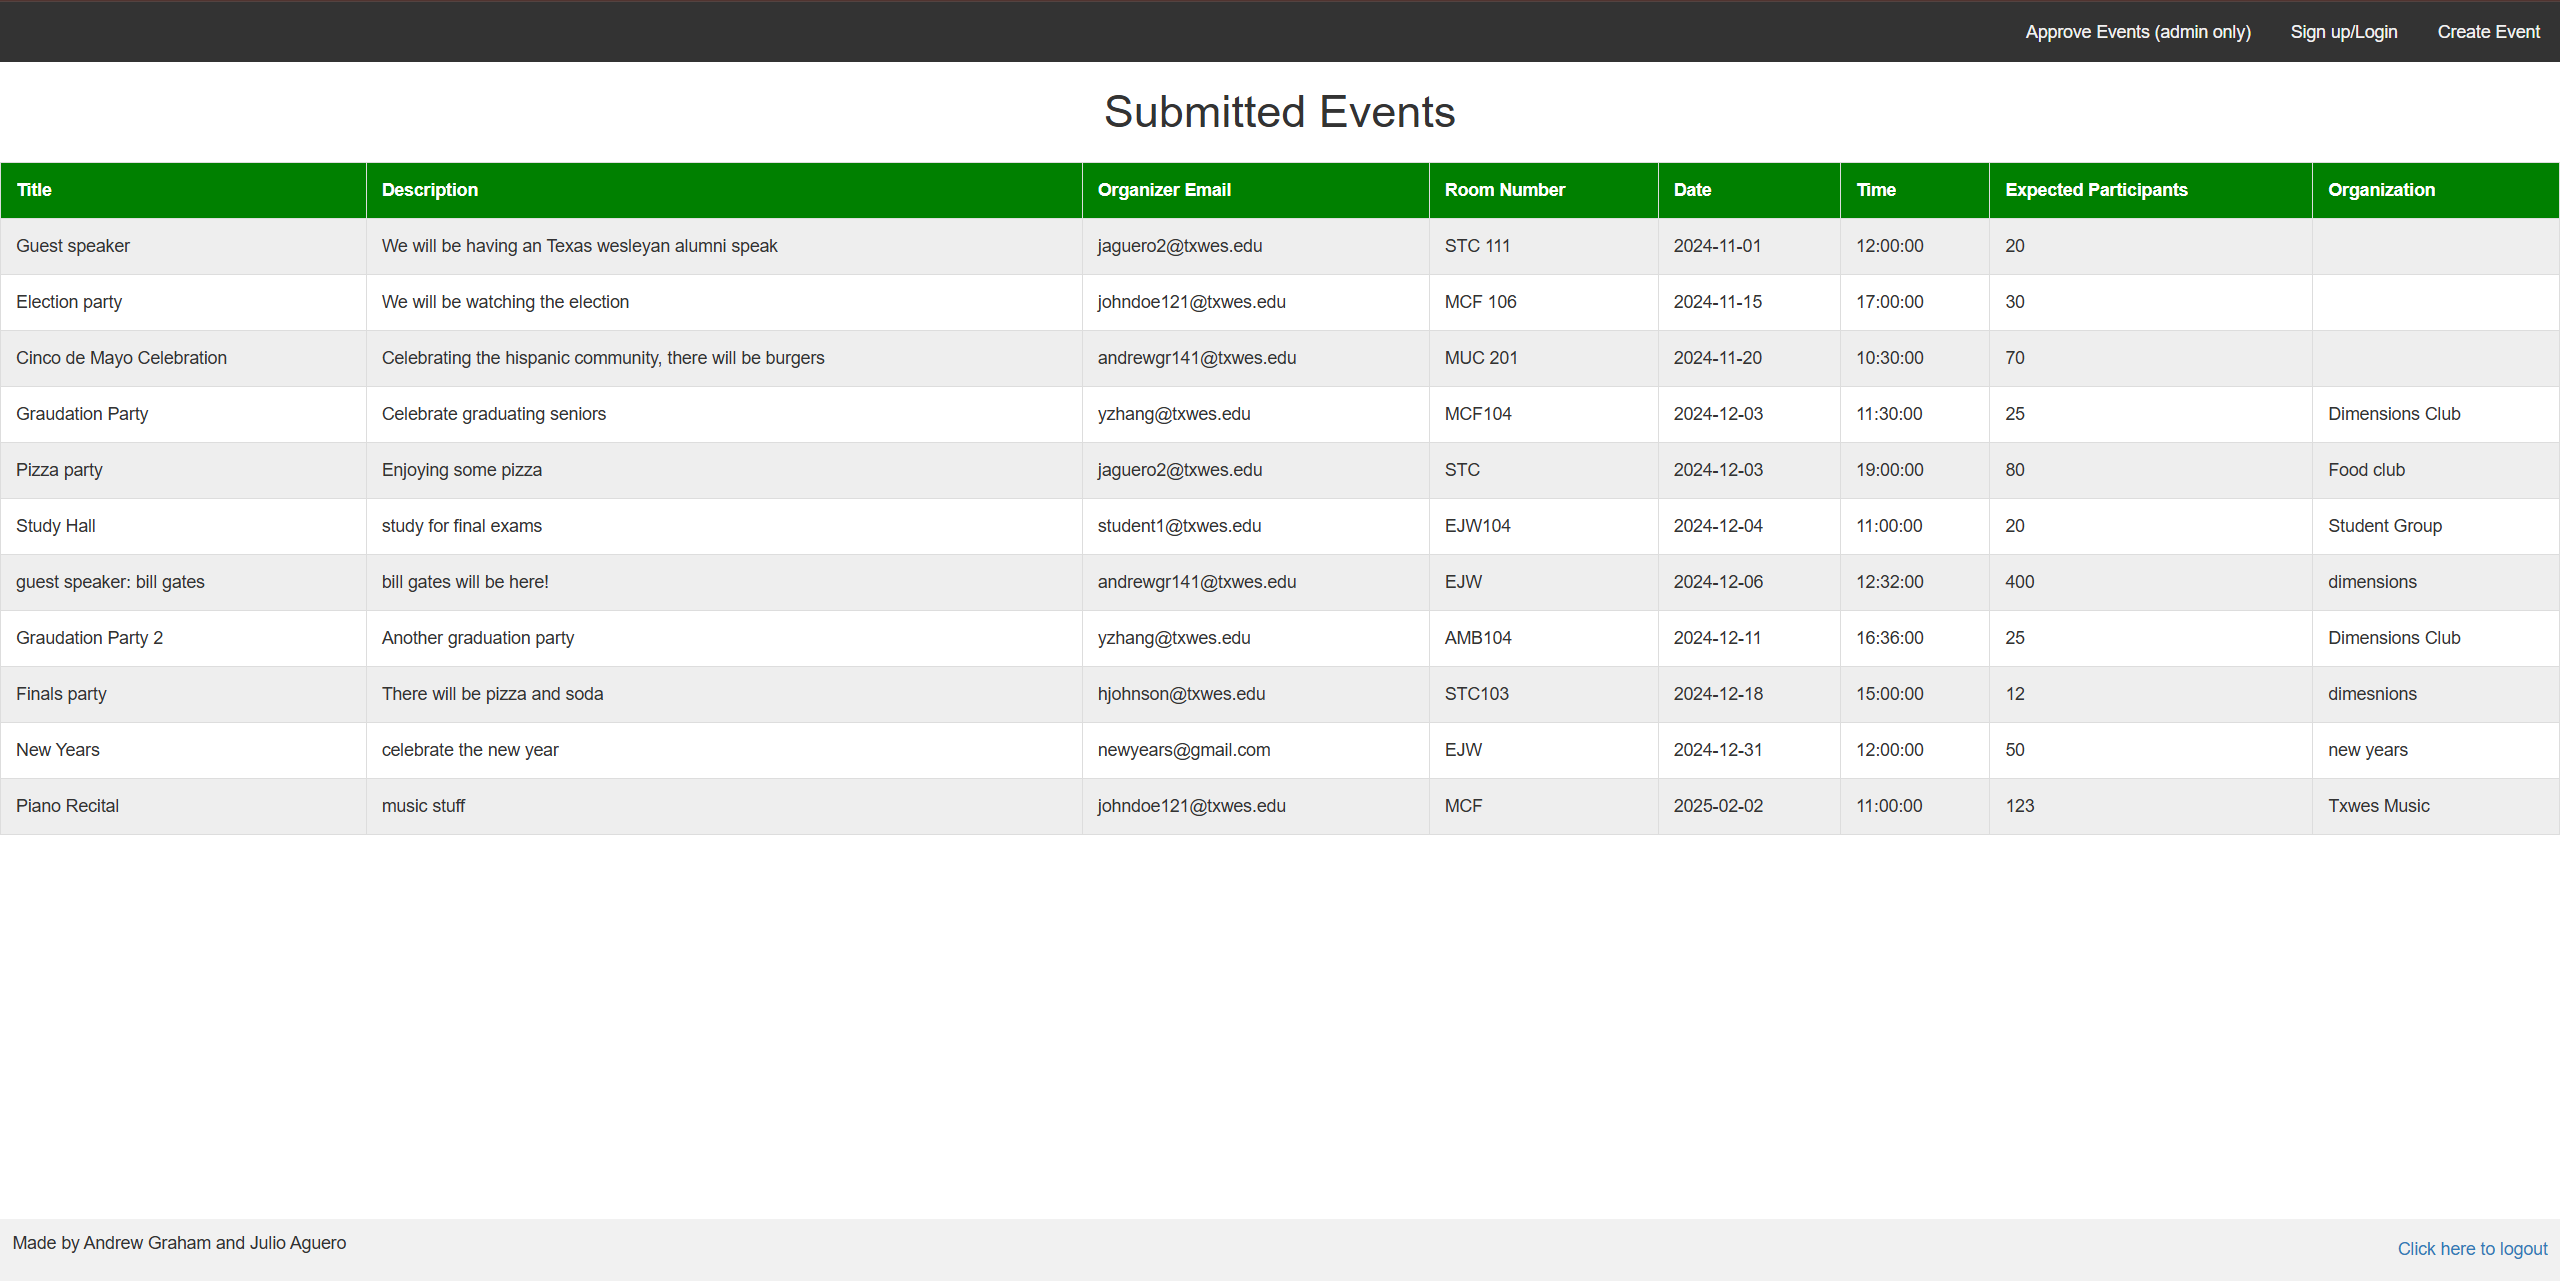 Approve Events (admin only) Sign up/Login Create Event
Submitted Events
Title Description Organizer Email Room Number Date Time Expected Participants Organization
Guest speaker We will be having an Texas wesleyan alumni speak jaguero2@txwes.edu STC 111 2024-11-01 12:00:00 20
Election party We will be watching the election johndoe121@txwes.edu MCF 106 2024-11-15 17:00:00 30
Cinco de Mayo Celebration Celebrating the hispanic community, there will be burgers andrewgr141@txwes.edu MUC 201 2024-11-20 10:30:00 70
Graudation Party Celebrate graduating seniors yzhang@txwes.edu MCF104 2024-12-03 11:30:00 25 Dimensions Club
Pizza party Enjoying some pizza jaguero2@txwes.edu STC 2024-12-03 19:00:00 80 Food club
Study Hall study for final exams student1@txwes.edu EJW104 2024-12-04 11:00:00 20 Student Group
guest speaker: bill gates bill gates will be here! andrewgr141@txwes.edu EJW 2024-12-06 12:32:00 400 dimensions
Graudation Party 2 Another graduation party yzhang@txwes.edu AMB104 2024-12-11 16:36:00 25 Dimensions Club
Finals party There will be pizza and soda hjohnson@txwes.edu STC103 2024-12-18 15:00:00 12 dimesnions
New Years celebrate the new year newyears@gmail.com EJW 2024-12-31 12:00:00 50 new years
Piano Recital music stuff johndoe121@txwes.edu MCF 2025-02-02 11:00:00 123 Txwes Music
Made by Andrew Graham and Julio Aguero
Click here to logout